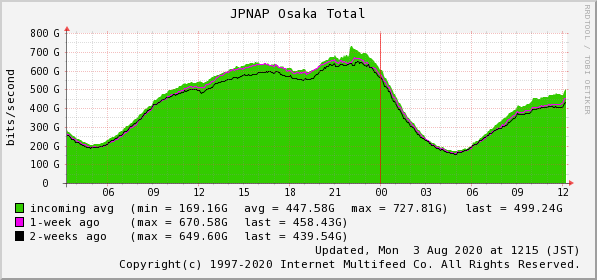 JPNAP Osaka Total
RRDTOOL / TOBI OETIKER
bits/second
800 G
700 G
600 G
500 G
400 G
300 G
200 G
100 G
0
06 09 12 15 18 21 00 03 06 09 12
incoming avg (min = 169.16G avg = 447.58G max = 727.81G) last = 499.24G
1-week ago (max = 670.58G last = 458.43G)
2-weeks ago (max = 649.60G last = 439.54G)
Updated, Mon 3 Aug 2020 at 1215 (JST)
Copyright(c) 1997-2020 Internet Multifeed Co. All Rights Reserved.